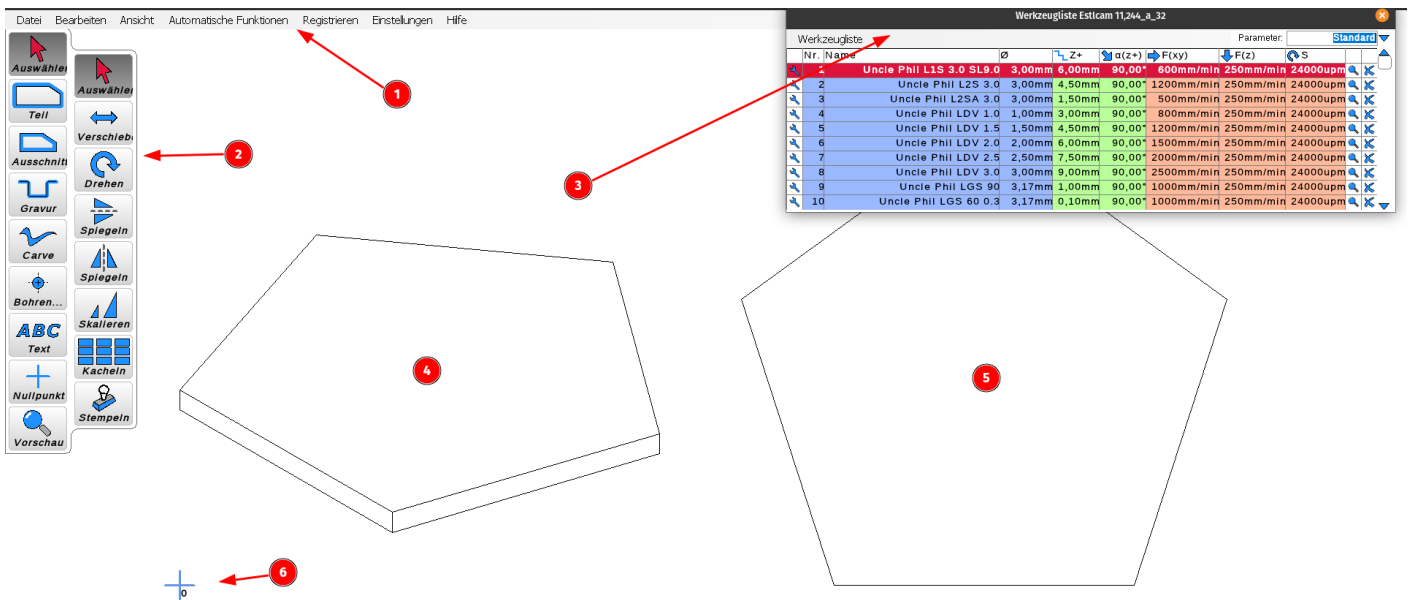 Datei Bearbeiten Ansicht Automatische Funktionen Registrieren Einstellungen Hilfe
Werkzeugliste Estlcam 11,244_a_32
Werkzeugliste Parameter: Standard
Nr. Name Ø Z+ α(z+) F(xy) F(z) S
1 Uncle Phil L1S 3.0 SL9.0 3,00mm 6,00mm 90,00° 600mm/min 250mm/min 24000upm
2 Uncle Phil L2S 3.0 3,00mm 4,50mm 90,00° 1200mm/min 250mm/min 24000upm
3 Uncle Phil L2SA 3.0 3,00mm 1,50mm 90,00° 500mm/min 250mm/min 24000upm
4 Uncle Phil LDV 1.0 1,00mm 3,00mm 90,00° 800mm/min 250mm/min 24000upm
5 Uncle Phil LDV 1.5 1,50mm 4,50mm 90,00° 1200mm/min 250mm/min 24000upm
6 Uncle Phil LDV 2.0 2,00mm 6,00mm 90,00° 1500mm/min 250mm/min 24000upm
7 Uncle Phil LDV 2.5 2,50mm 7,50mm 90,00° 2000mm/min 250mm/min 24000upm
8 Uncle Phil LDV 3.0 3,00mm 9,00mm 90,00° 2500mm/min 250mm/min 24000upm
9 Uncle Phil LGS 90 3,17mm 1,00mm 90,00° 1000mm/min 250mm/min 24000upm
10 Uncle Phil LGS 60 0.3 3,17mm 0,10mm 90,00° 1000mm/min 250mm/min 24000upm
Auswähle
Teil
Ausschnitt
Gravur
Carve
Bohren...
ABC
Text
Nullpunkt
Vorschau
Auswähle
Verschieb
Drehen
Spiegeln
Spiegeln
Skalieren
Kacheln
Stempeln
1
2
3
4
5
6
0